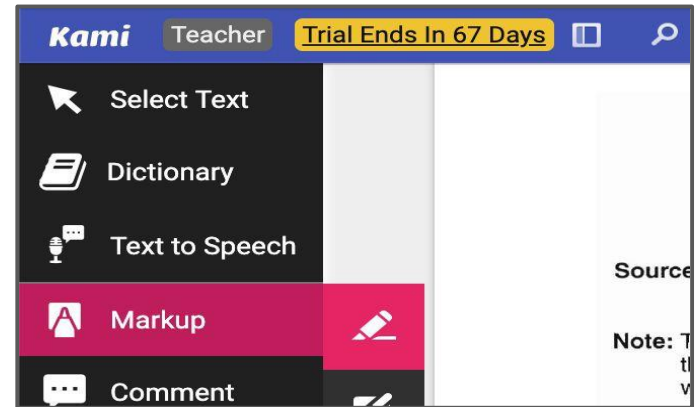 Kami Teacher Trial Ends In 67 Days
Select Text
Dictionary
Text to Speech
Markup
Comment
Source
Note: